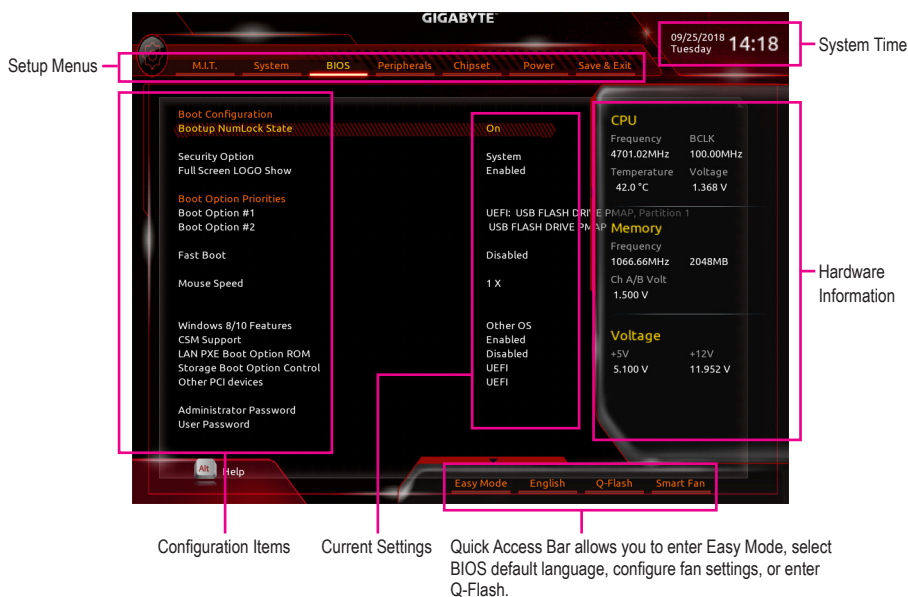 GIGABYTE™
09/25/2018
Tuesday
14:18
System Time
Setup Menus
M.I.T. System BIOS Peripherals Chipset Power Save & Exit
Boot Configuration
Bootup NumLock State On
Security Option System
Full Screen LOGO Show Enabled
Boot Option Priorities
Boot Option #1 UEFI: USB FLASH DRIVE PMAP, Partition 1
Boot Option #2 USB FLASH DRIVE PMAP
Fast Boot Disabled
Mouse Speed 1 X
Windows 8/10 Features Other OS
CSM Support Enabled
LAN PXE Boot Option ROM Disabled
Storage Boot Option Control UEFI
Other PCI devices UEFI
Administrator Password
User Password
CPU
Frequency BCLK
4701.02MHz 100.00MHz
Temperature Voltage
42.0 °C 1.368 V
Memory
Frequency
1066.66MHz 2048MB
Ch A/B Volt
1.500 V
Voltage
+5V +12V
5.100 V 11.952 V
Hardware
Information
Alt Help
Easy Mode English Q-Flash Smart Fan
Configuration Items
Current Settings
Quick Access Bar allows you to enter Easy Mode, select
BIOS default language, configure fan settings, or enter
Q-Flash.